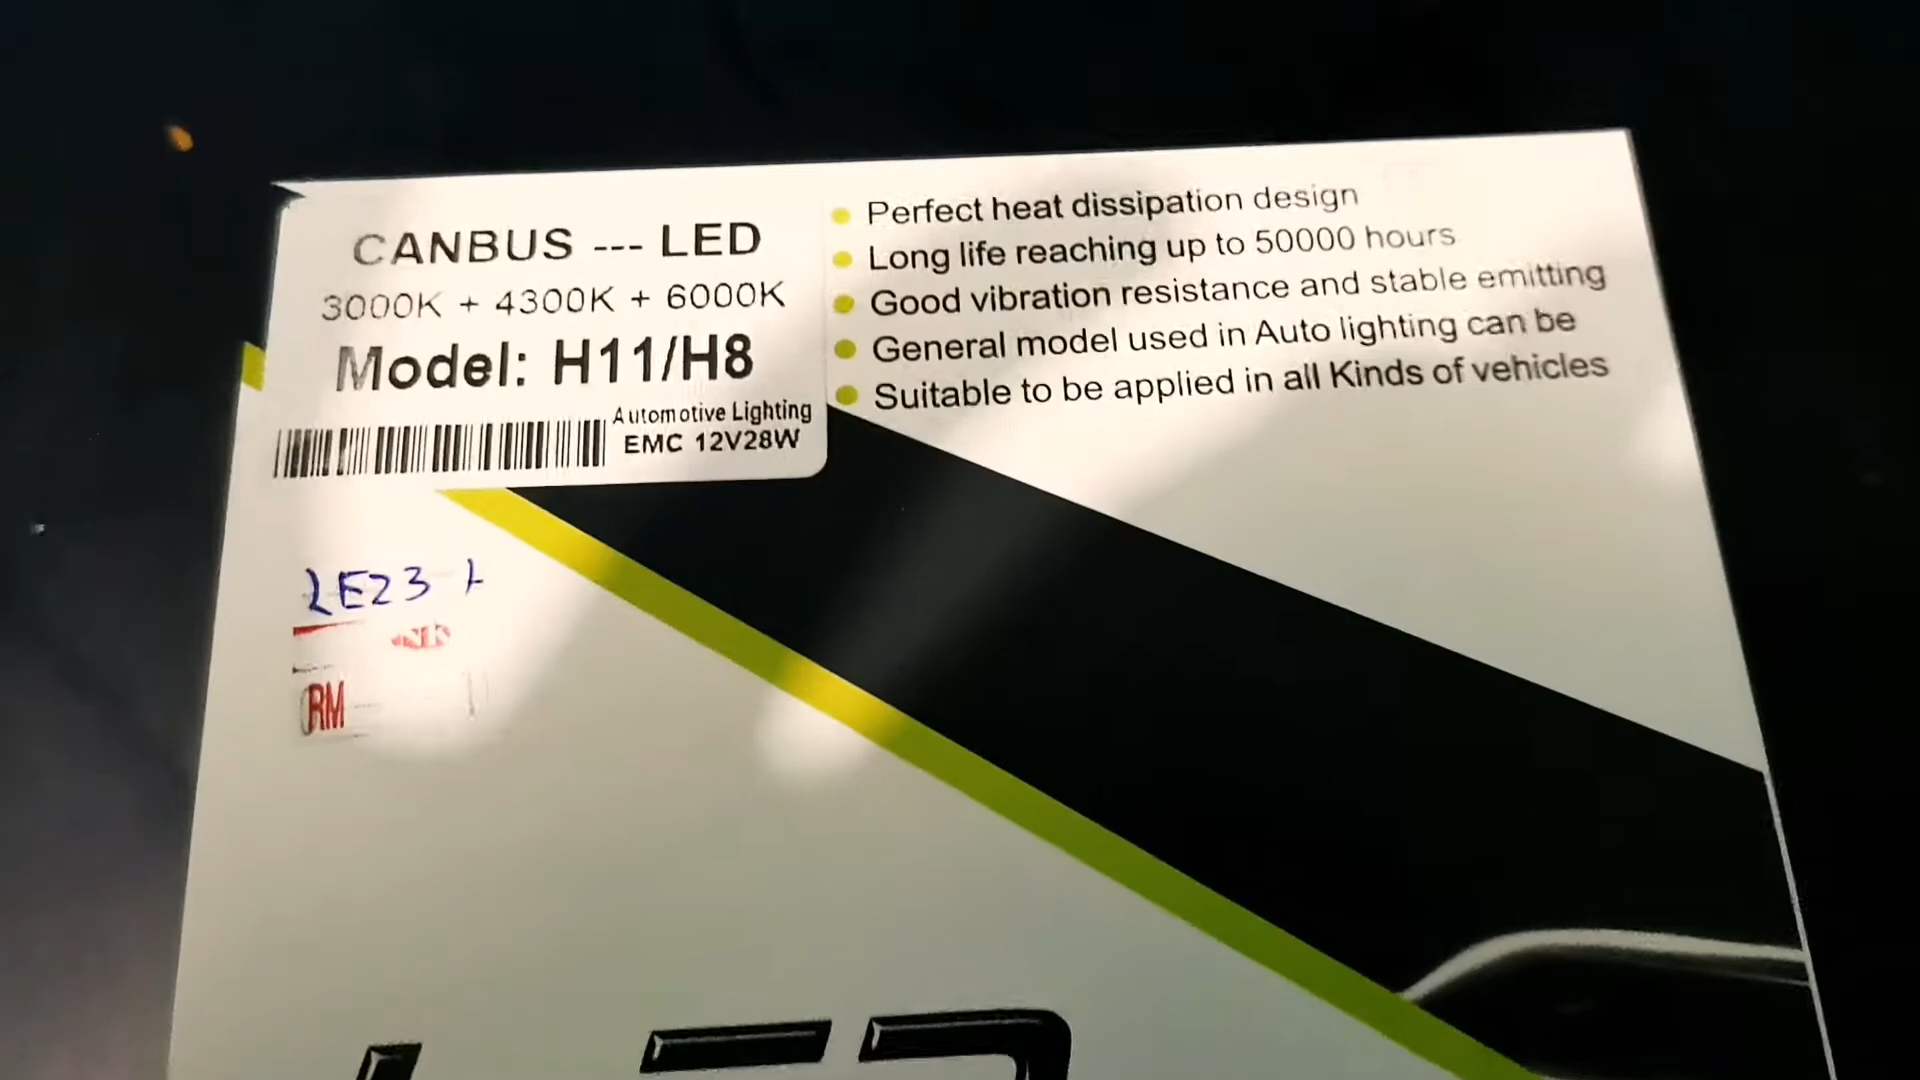 CANBUS --- LED
3000K + 4300K + 6000K
Model: H11/H8
Automotive Lighting
EMC 12V28W
Perfect heat dissipation design
Long life reaching up to 50000 hours
Good vibration resistance and stable emitting
General model used in Auto lighting can be
Suitable to be applied in all Kinds of vehicles
RM